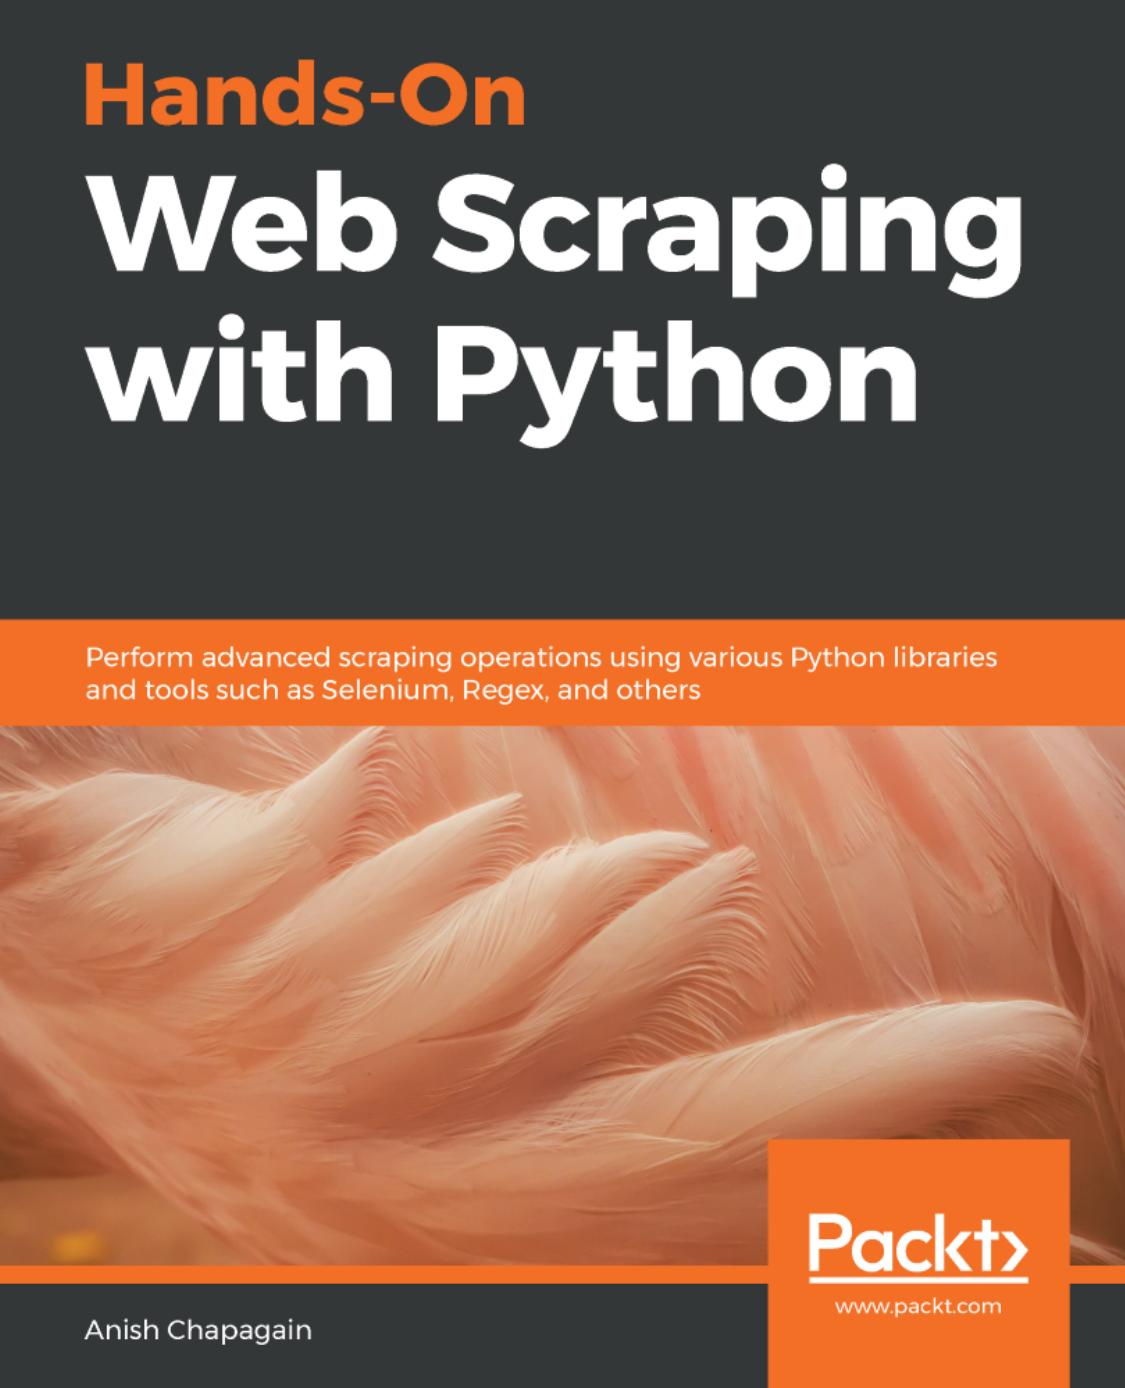 Hands-On
Web Scraping
with Python
Perform advanced scraping operations using various Python libraries
and tools such as Selenium, Regex, and others
Packt>
www.packt.com
Anish Chapagain